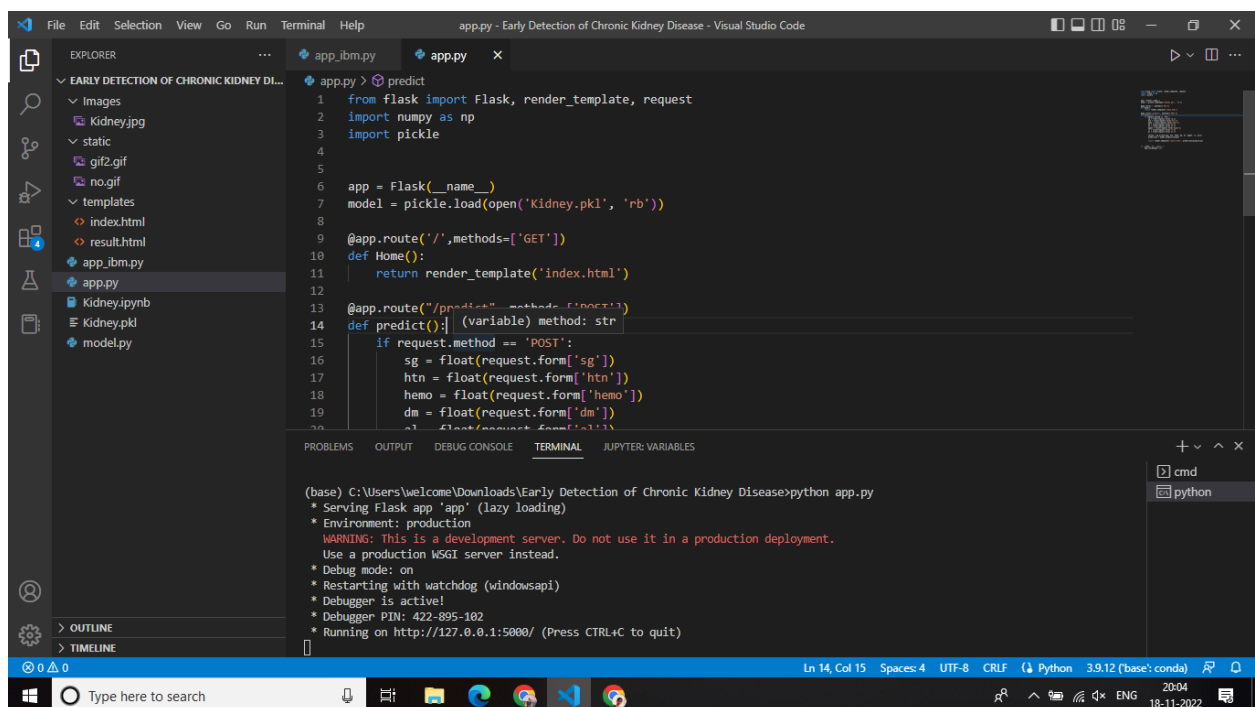 File Edit Selection View Go Run Terminal Help
app.py - Early Detection of Chronic Kidney Disease - Visual Studio Code
EXPLORER
EARLY DETECTION OF CHRONIC KIDNEY DI...
Images
Kidney.jpg
static
gif2.gif
no.gif
templates
index.html
result.html
app_ibm.py
app.py
Kidney.ipynb
Kidney.pkl
model.py
OUTLINE
TIMELINE
4
app_ibm.py app.py
app.py > predict
1 from flask import Flask, render_template, request
2 import numpy as np
3 import pickle
4
5
6 app = Flask(__name__)
7 model = pickle.load(open('Kidney.pkl', 'rb'))
8
9 @app.route('/',methods=['GET'])
10 def Home():
11 return render_template('index.html')
12
13 @app.route("/predict", methods=['POST'])
14 def predict():
(variable) method: str
15 if request.method == 'POST':
16 sg = float(request.form['sg'])
17 htn = float(request.form['htn'])
18 hemo = float(request.form['hemo'])
19 dm = float(request.form['dm'])
20 al = float(request.form['al'])
PROBLEMS OUTPUT DEBUG CONSOLE TERMINAL JUPYTER: VARIABLES
cmd
python
(base) C:\Users\welcome\Downloads\Early Detection of Chronic Kidney Disease>python app.py
* Serving Flask app 'app' (lazy loading)
* Environment: production
WARNING: This is a development server. Do not use it in a production deployment.
Use a production WSGI server instead.
* Debug mode: on
* Restarting with watchdog (windowsapi)
* Debugger is active!
* Debugger PIN: 422-895-102
* Running on http://127.0.0.1:5000/ (Press CTRL+C to quit)
0 0
Ln 14, Col 15 Spaces: 4 UTF-8 CRLF Python 3.9.12 ('base': conda)
Type here to search
ENG
20:04
18-11-2022